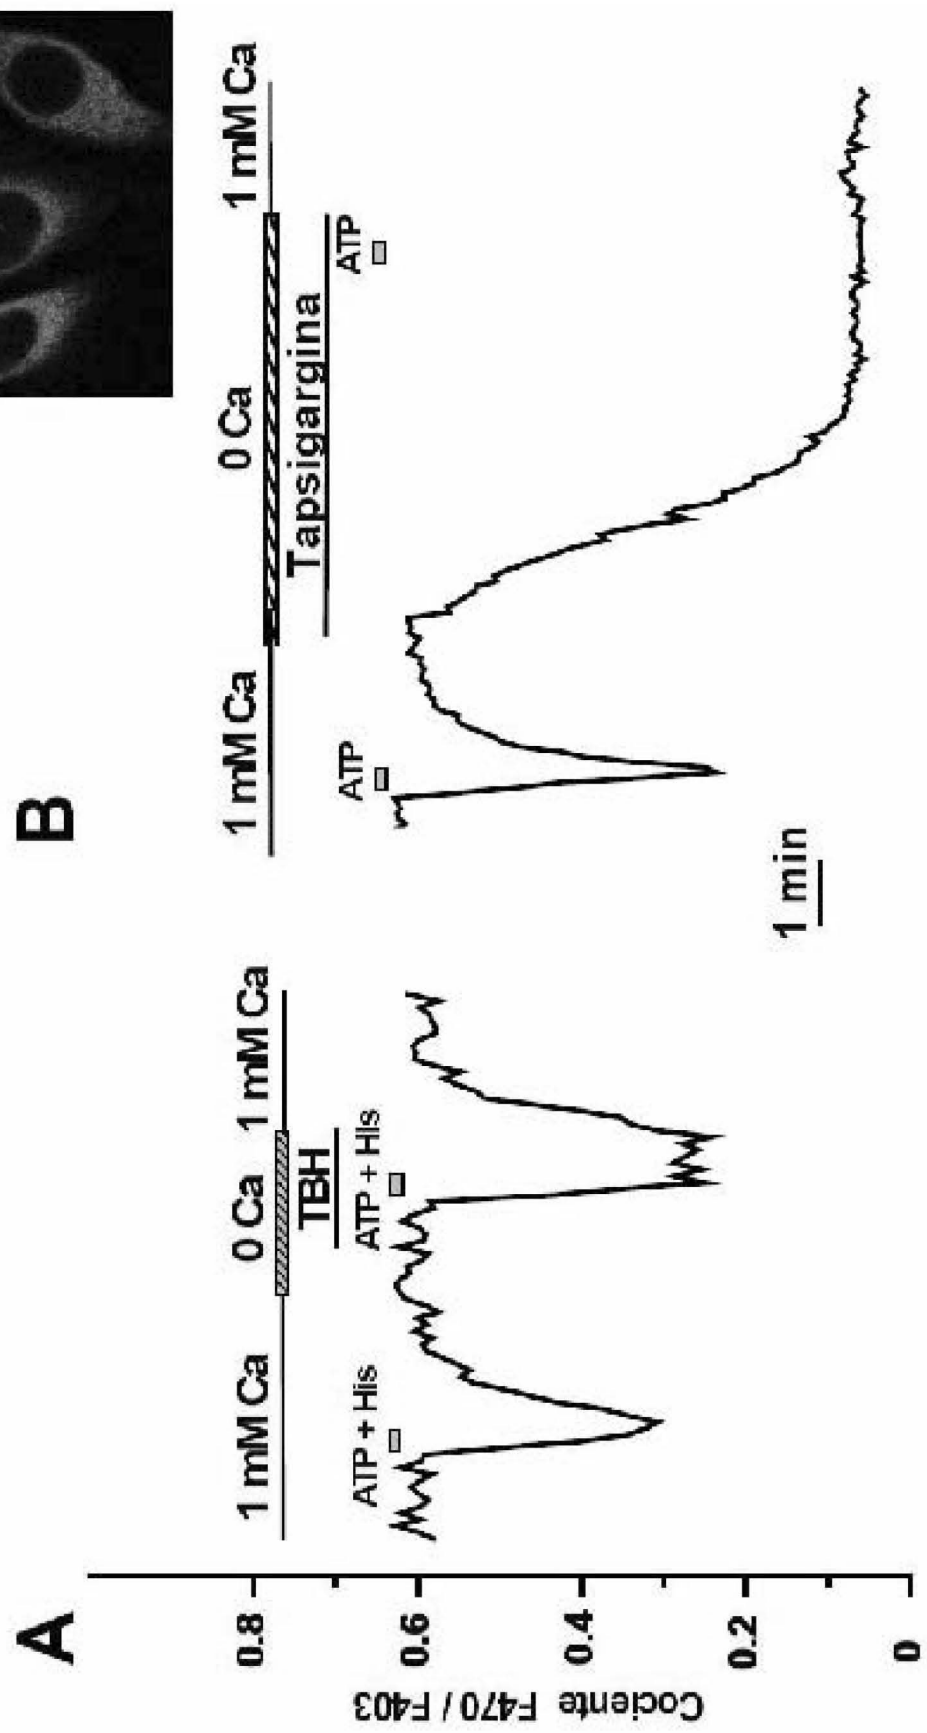 A
1 mM Ca
0 Ca
1 mM Ca
TBH
ATP + His
ATP + His
0.8
0.6
0.4
0.2
0
Cociente F470 / F403
B
1 mM Ca
0 Ca
1 mM Ca
Tapsigargina
ATP
ATP
1 min